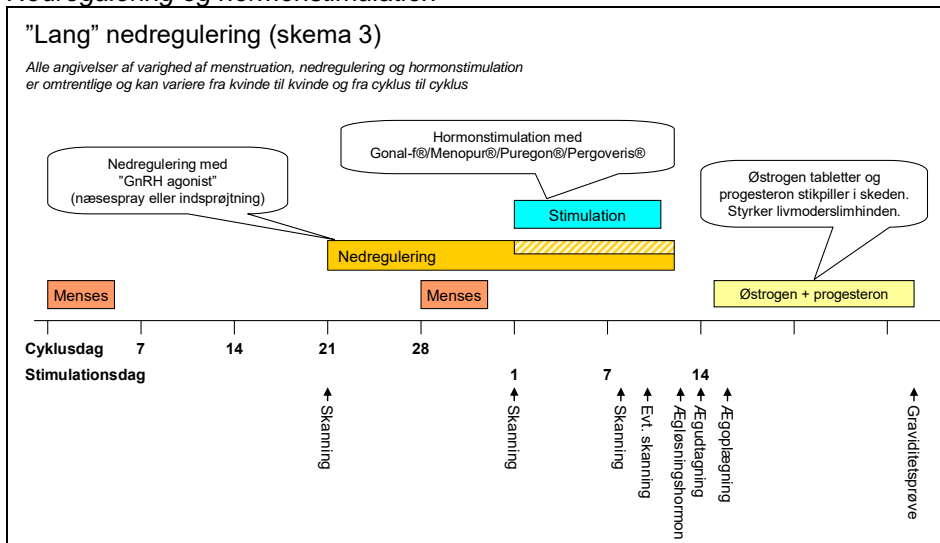 Nedregulering og hormonstimulation
"Lang" nedregulering (skema 3)
Alle angivelser af varighed af menstruation, nedregulering og hormonstimulation
er omtrentlige og kan variere fra kvinde til kvinde og fra cyklus til cyklus
Nedregulering med
"GnRH agonist"
(næsespray eller indsprøjtning)
Hormonstimulation med
Gonal-f®/Menopur®/Puregon®/Pergoveris®
Østrogen tabletter og
progesteron stikpiller i skeden.
Styrker livmoderslimhinden.
Stimulation
Nedregulering
Menses
Menses
Østrogen + progesteron
Cyklusdag 7 14 21 28
Stimulationsdag 1 7 14
Skanning
Skanning
Skanning
Evt. skanning
Ægløsningshormon
Ægudtagning
Ægoplægning
Graviditetsprøve